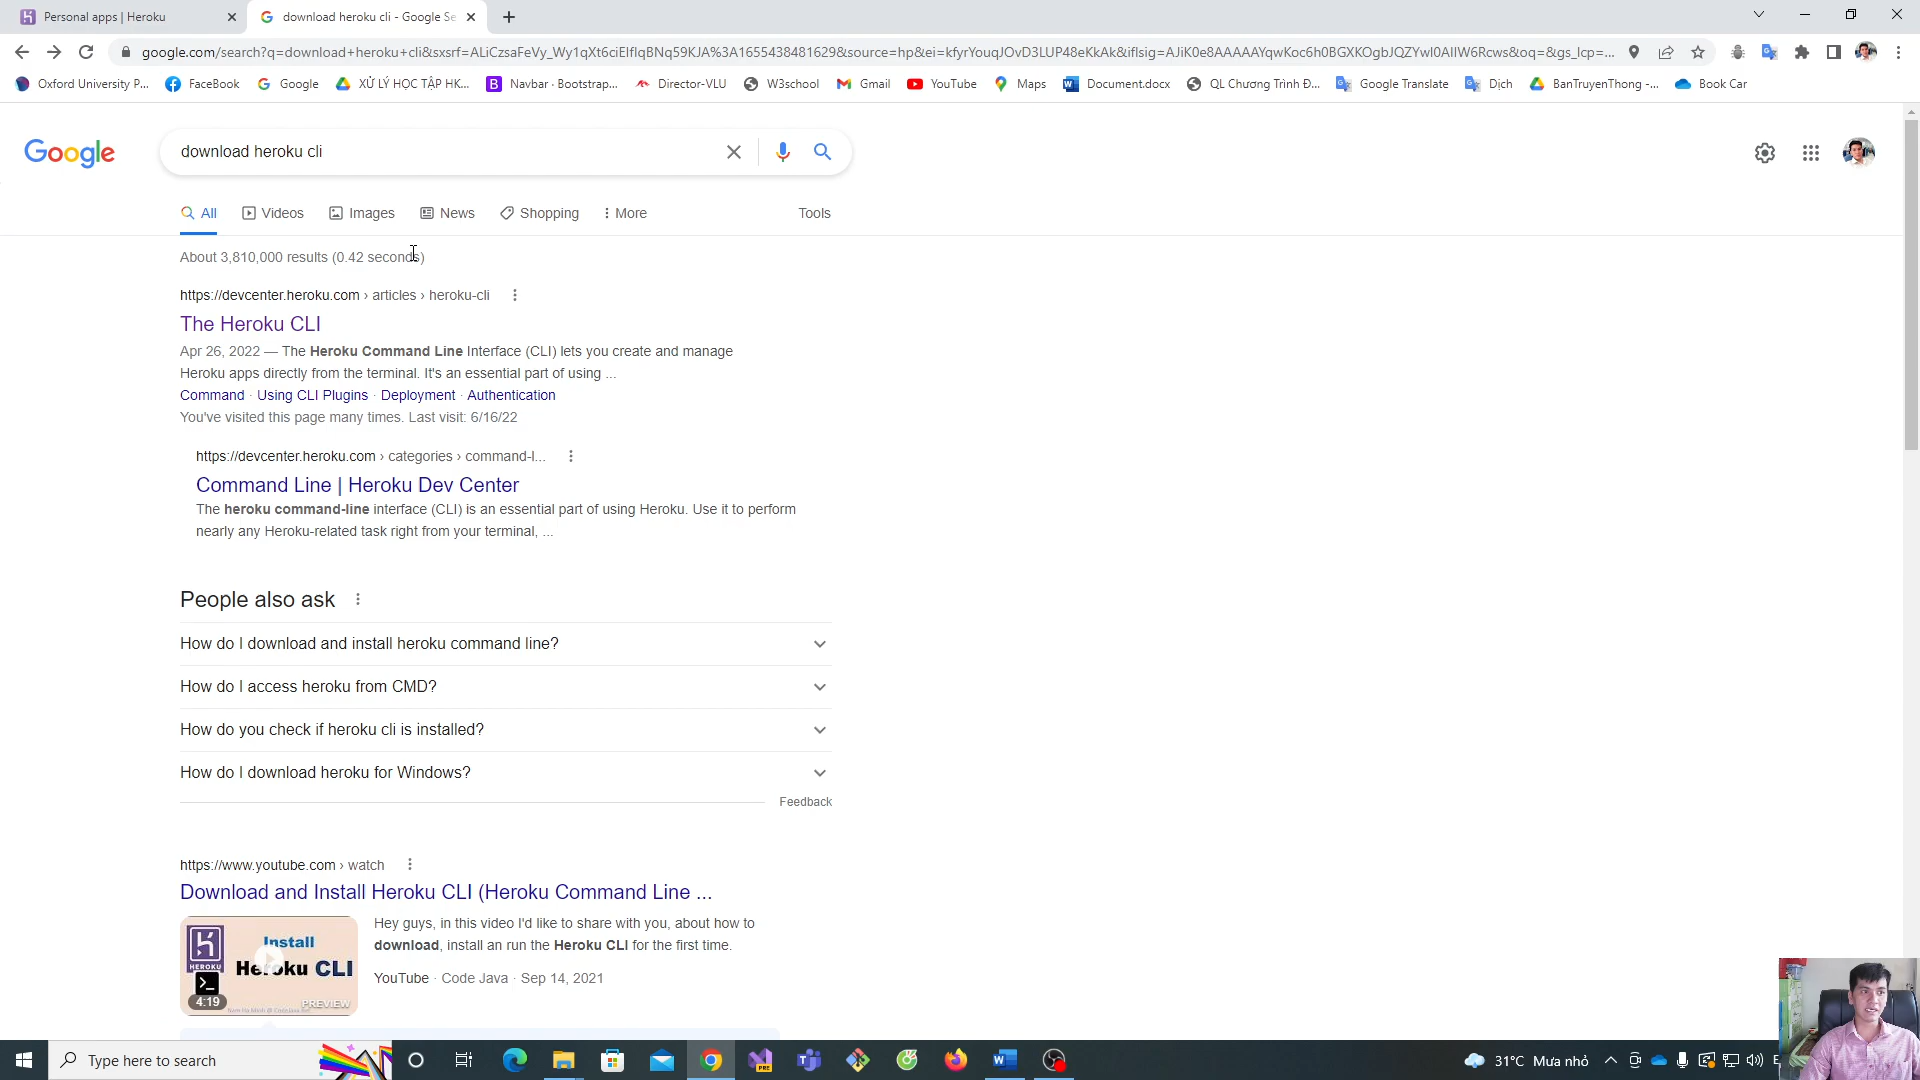 Personal apps | Heroku
download heroku cli - Google Se
google.com/search?q=download+heroku+cli&sxsrf=ALiCzsaFeVy_Wy1qXt6ciEIflqBNq59KJA%3A1655438481629&source=hp&ei=kfyrYouqJOvD3LUP48eKkAk&iflsig=AJiK0e8AAAAAYqwKoc6h0BGXKOgbJQZYwI0AIIW6Rcws&oq=&gs_lcp=...
Oxford University P...
FaceBook
Google
XỬ LÝ HỌC TẬP HK...
Navbar · Bootstrap...
Director-VLU
W3school
Gmail
YouTube
Maps
Document.docx
QL Chương Trình Đ...
Google Translate
Dịch
BanTruyenThong -...
Book Car
Google
download heroku cli
All
Videos
Images
News
Shopping
More
Tools
About 3,810,000 results (0.42 seconds)
https://devcenter.heroku.com › articles › heroku-cli
The Heroku CLI
Apr 26, 2022 — The Heroku Command Line Interface (CLI) lets you create and manage
Heroku apps directly from the terminal. It's an essential part of using ...
Command · Using CLI Plugins · Deployment · Authentication
You've visited this page many times. Last visit: 6/16/22
https://devcenter.heroku.com › categories › command-l...
Command Line | Heroku Dev Center
The heroku command-line interface (CLI) is an essential part of using Heroku. Use it to perform
nearly any Heroku-related task right from your terminal, ...
People also ask
How do I download and install heroku command line?
How do I access heroku from CMD?
How do you check if heroku cli is installed?
How do I download heroku for Windows?
Feedback
https://www.youtube.com › watch
Download and Install Heroku CLI (Heroku Command Line ...
Hey guys, in this video I'd like to share with you, about how to
download, install an run the Heroku CLI for the first time.
YouTube · Code Java · Sep 14, 2021
Install
Heroku CLI
HEROKU
4:19
PREVIEW
Type here to search
31°C Mưa nhỏ